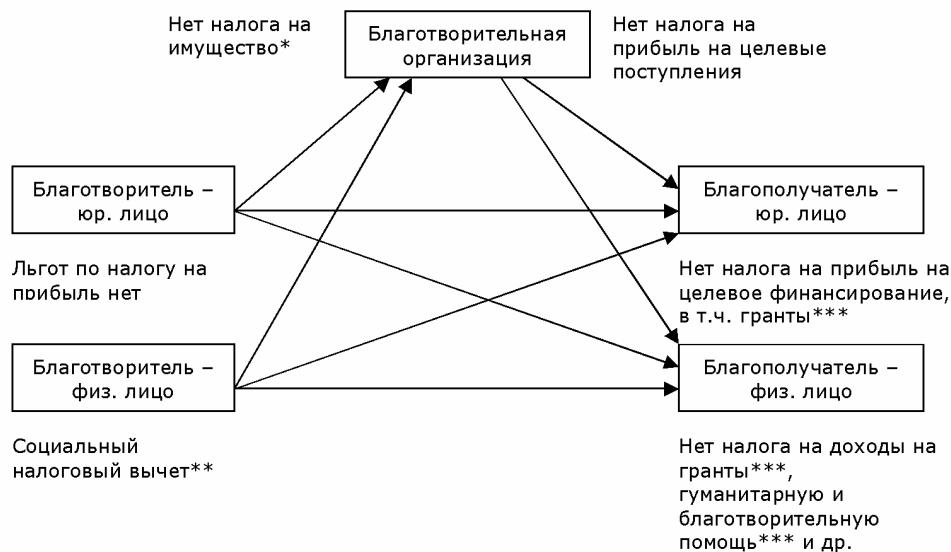 Нет налога на
имущество*
Благотворительная
организация
Нет налога на
прибыль на целевые
поступления
Благотворитель –
юр. лицо
Благополучатель –
юр. лицо
Льгот по налогу на
прибыль нет
Нет налога на прибыль на
целевое финансирование,
в т.ч. гранты***
Благотворитель –
физ. лицо
Благополучатель –
физ. лицо
Социальный
налоговый вычет**
Нет налога на доходы на
гранты***,
гуманитарную и
благотворительную
помощь*** и др.